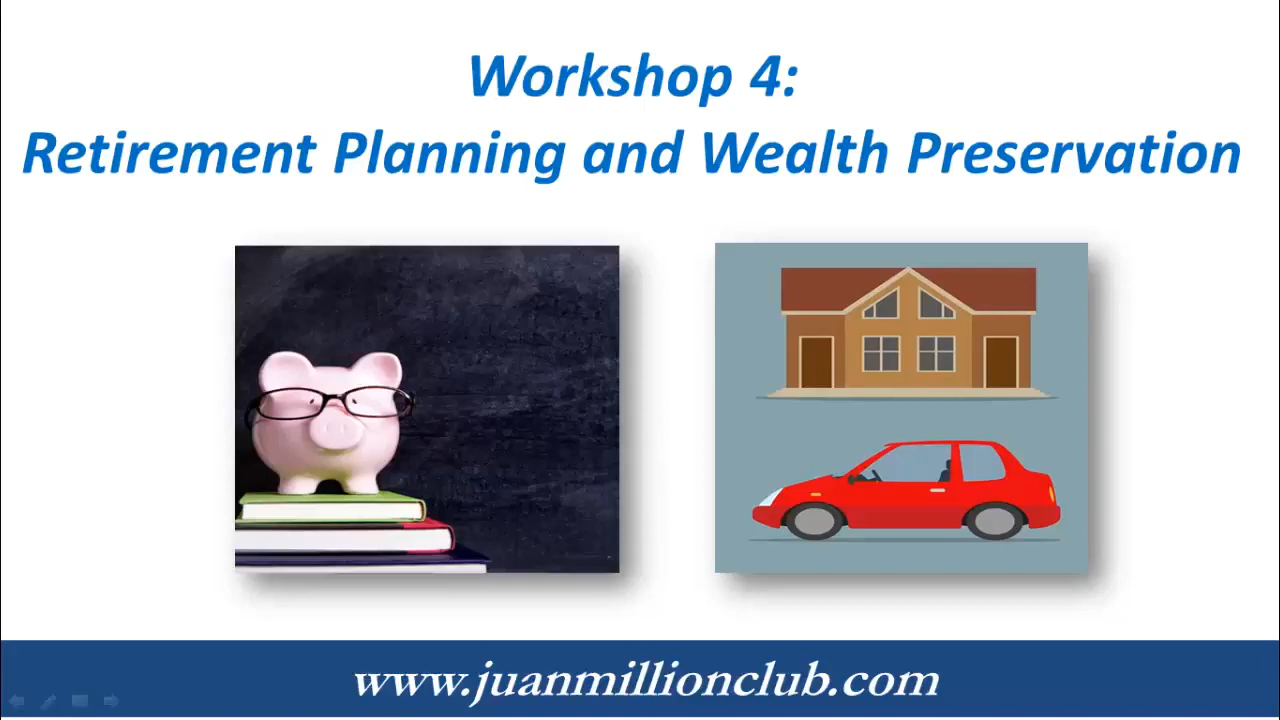 Workshop 4:
Retirement Planning and Wealth Preservation
www.juanmillionclub.com